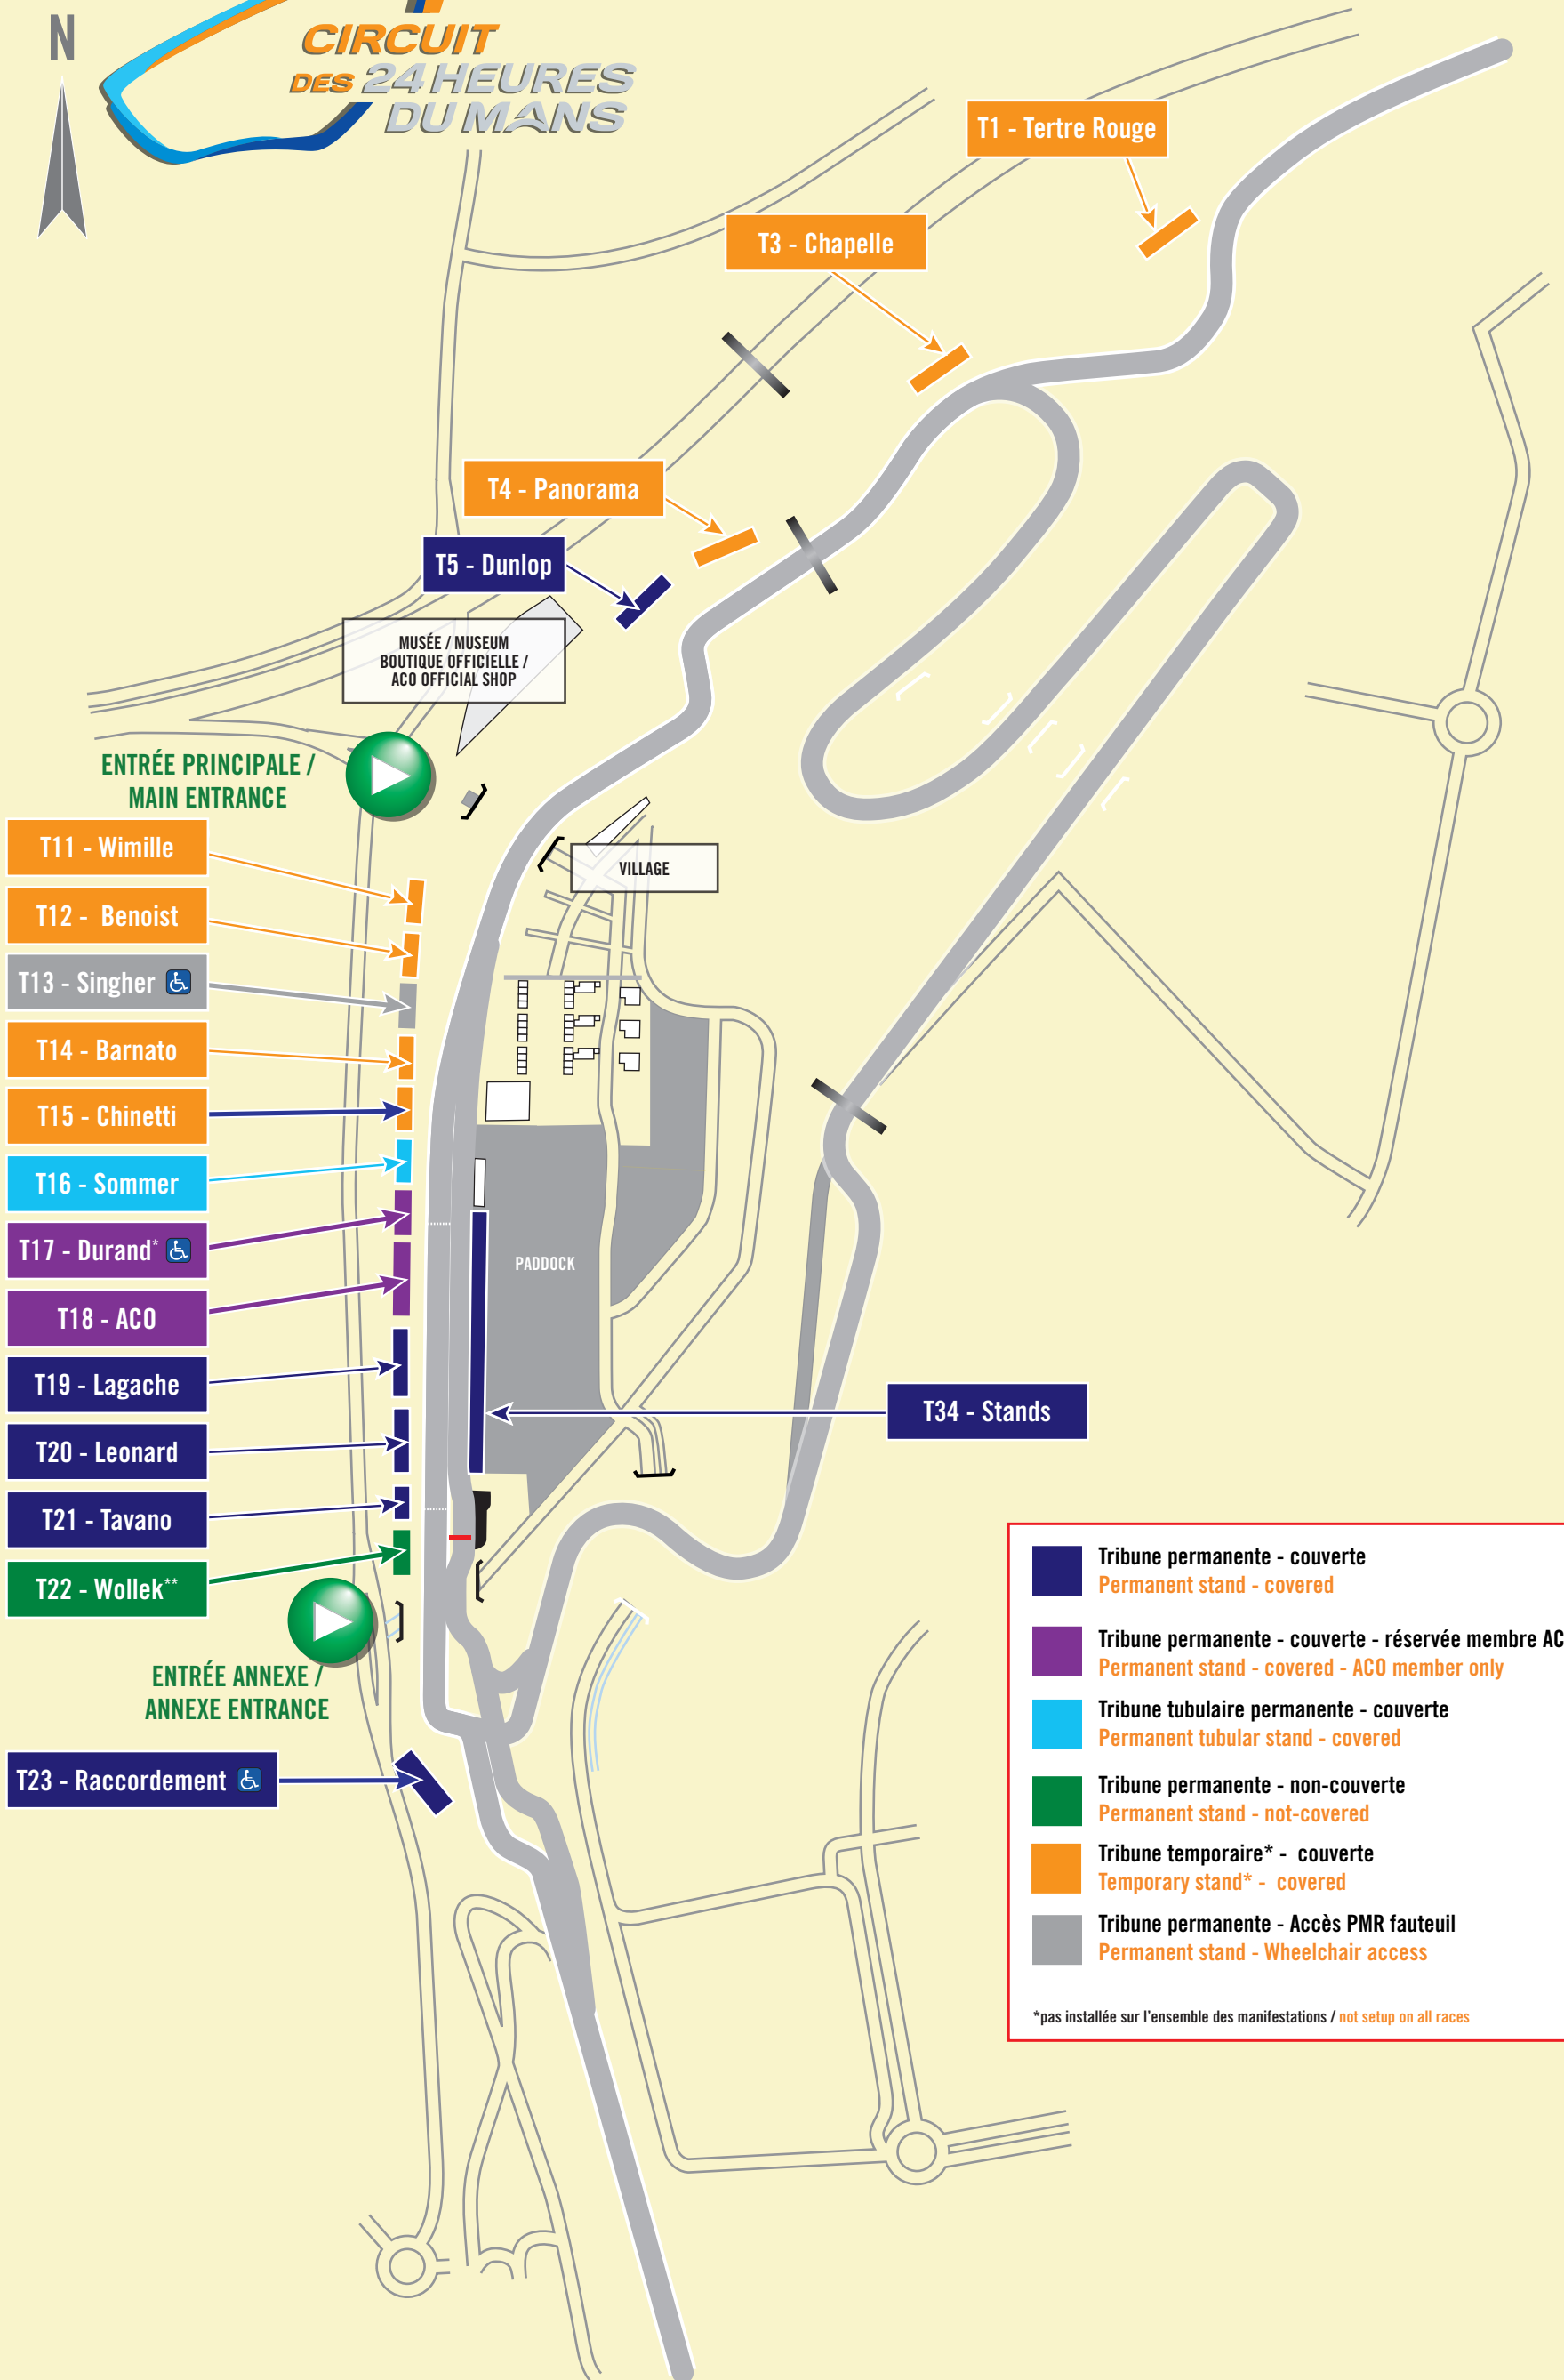 N
CIRCUIT
DES 24 HEURES
DU MANS
T1 - Tertre Rouge
T3 - Chapelle
T4 - Panorama
T5 - Dunlop
MUSÉE / MUSEUM
BOUTIQUE OFFICIELLE /
ACO OFFICIAL SHOP
ENTRÉE PRINCIPALE /
MAIN ENTRANCE
VILLAGE
T11 - Wimille
T12 - Benoist
T13 - Singher
T14 - Barnato
T15 - Chinetti
T16 - Sommer
T17 - Durand*
T18 - ACO
T19 - Lagache
T20 - Leonard
T21 - Tavano
T22 - Wollek**
PADDOCK
T34 - Stands
ENTRÉE ANNEXE /
ANNEXE ENTRANCE
T23 - Raccordement
Tribune permanente - couverte
Permanent stand - covered
Tribune permanente - couverte - réservée membre AC
Permanent stand - covered - ACO member only
Tribune tubulaire permanente - couverte
Permanent tubular stand - covered
Tribune permanente - non-couverte
Permanent stand - not-covered
Tribune temporaire* - couverte
Temporary stand* - covered
Tribune permanente - Accès PMR fauteuil
Permanent stand - Wheelchair access
*pas installée sur l'ensemble des manifestations / not setup on all races